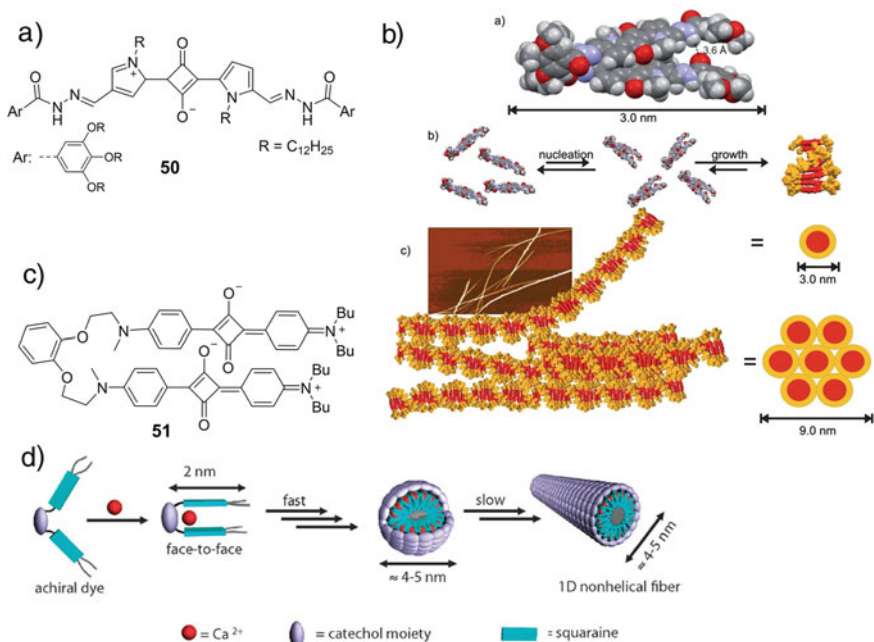 a)
R
N
+
O
O
H
N
N
Ar
O⁻
N
R
N
N
H
O
Ar
Ar:
OR
OR
OR
50
R = C₁₂H₂₅
b)
a)
3.6 Å
3.0 nm
b)
nucleation
growth
c)
=
3.0 nm
=
9.0 nm
c)
O
N
O⁻
O
Bu
N
+
Bu
O
N
O⁻
O
Bu
N
+
Bu
51
d)
2 nm
achiral dye
face-to-face
fast
≈ 4-5 nm
slow
≈ 4-5 nm
1D nonhelical fiber
= Ca ²⁺
= catechol moiety
= squaraine